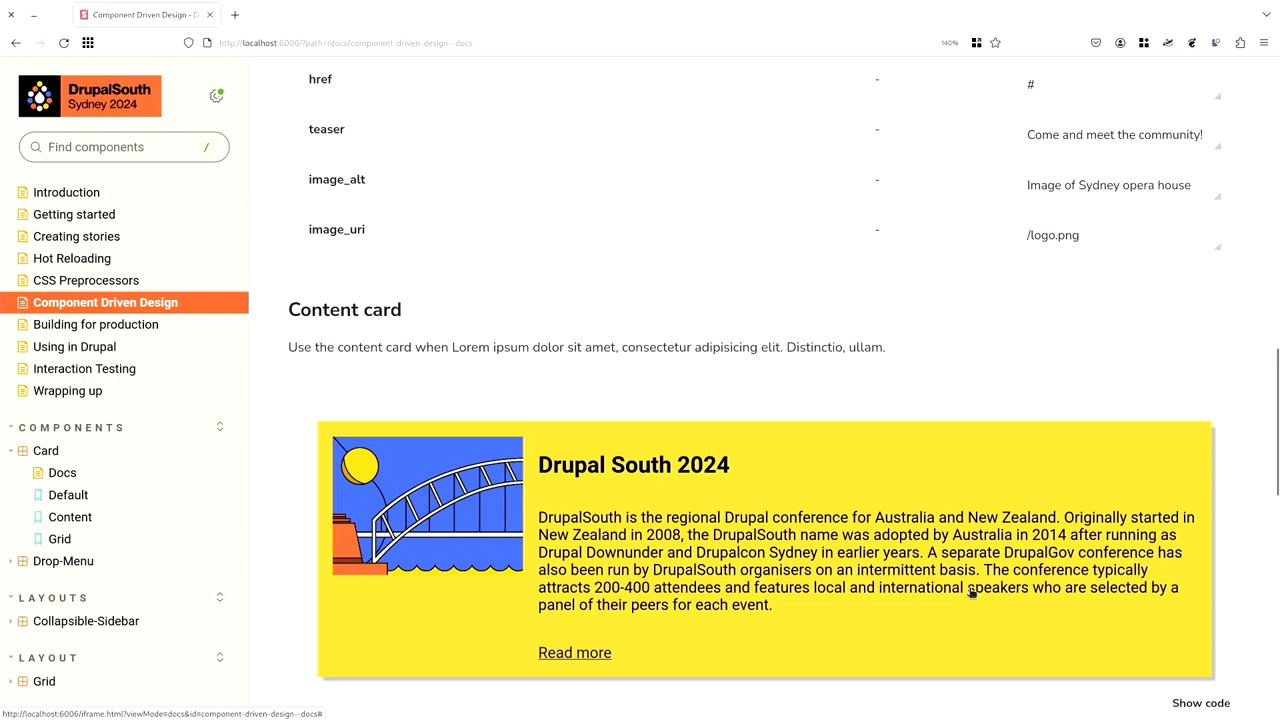 Component Driven Design - D
http://localhost:6006/?path=/docs/component-driven-design--docs
140%
DrupalSouth
Sydney 2024
Find components
/
Introduction
Getting started
Creating stories
Hot Reloading
CSS Preprocessors
Component Driven Design
Building for production
Using in Drupal
Interaction Testing
Wrapping up
COMPONENTS
Card
Docs
Default
Content
Grid
Drop-Menu
LAYOUTS
Collapsible-Sidebar
LAYOUT
Grid
href - #
teaser - Come and meet the community!
image_alt - Image of Sydney opera house
image_uri - /logo.png
Content card
Use the content card when Lorem ipsum dolor sit amet, consectetur adipisicing elit. Distinctio, ullam.
Drupal South 2024
DrupalSouth is the regional Drupal conference for Australia and New Zealand. Originally started in
New Zealand in 2008, the DrupalSouth name was adopted by Australia in 2014 after running as
Drupal Downunder and Drupalcon Sydney in earlier years. A separate DrupalGov conference has
also been run by DrupalSouth organisers on an intermittent basis. The conference typically
attracts 200-400 attendees and features local and international speakers who are selected by a
panel of their peers for each event.
Read more
Show code
http://localhost:6006/iframe.html?viewMode=docs&id=component-driven-design--docs#